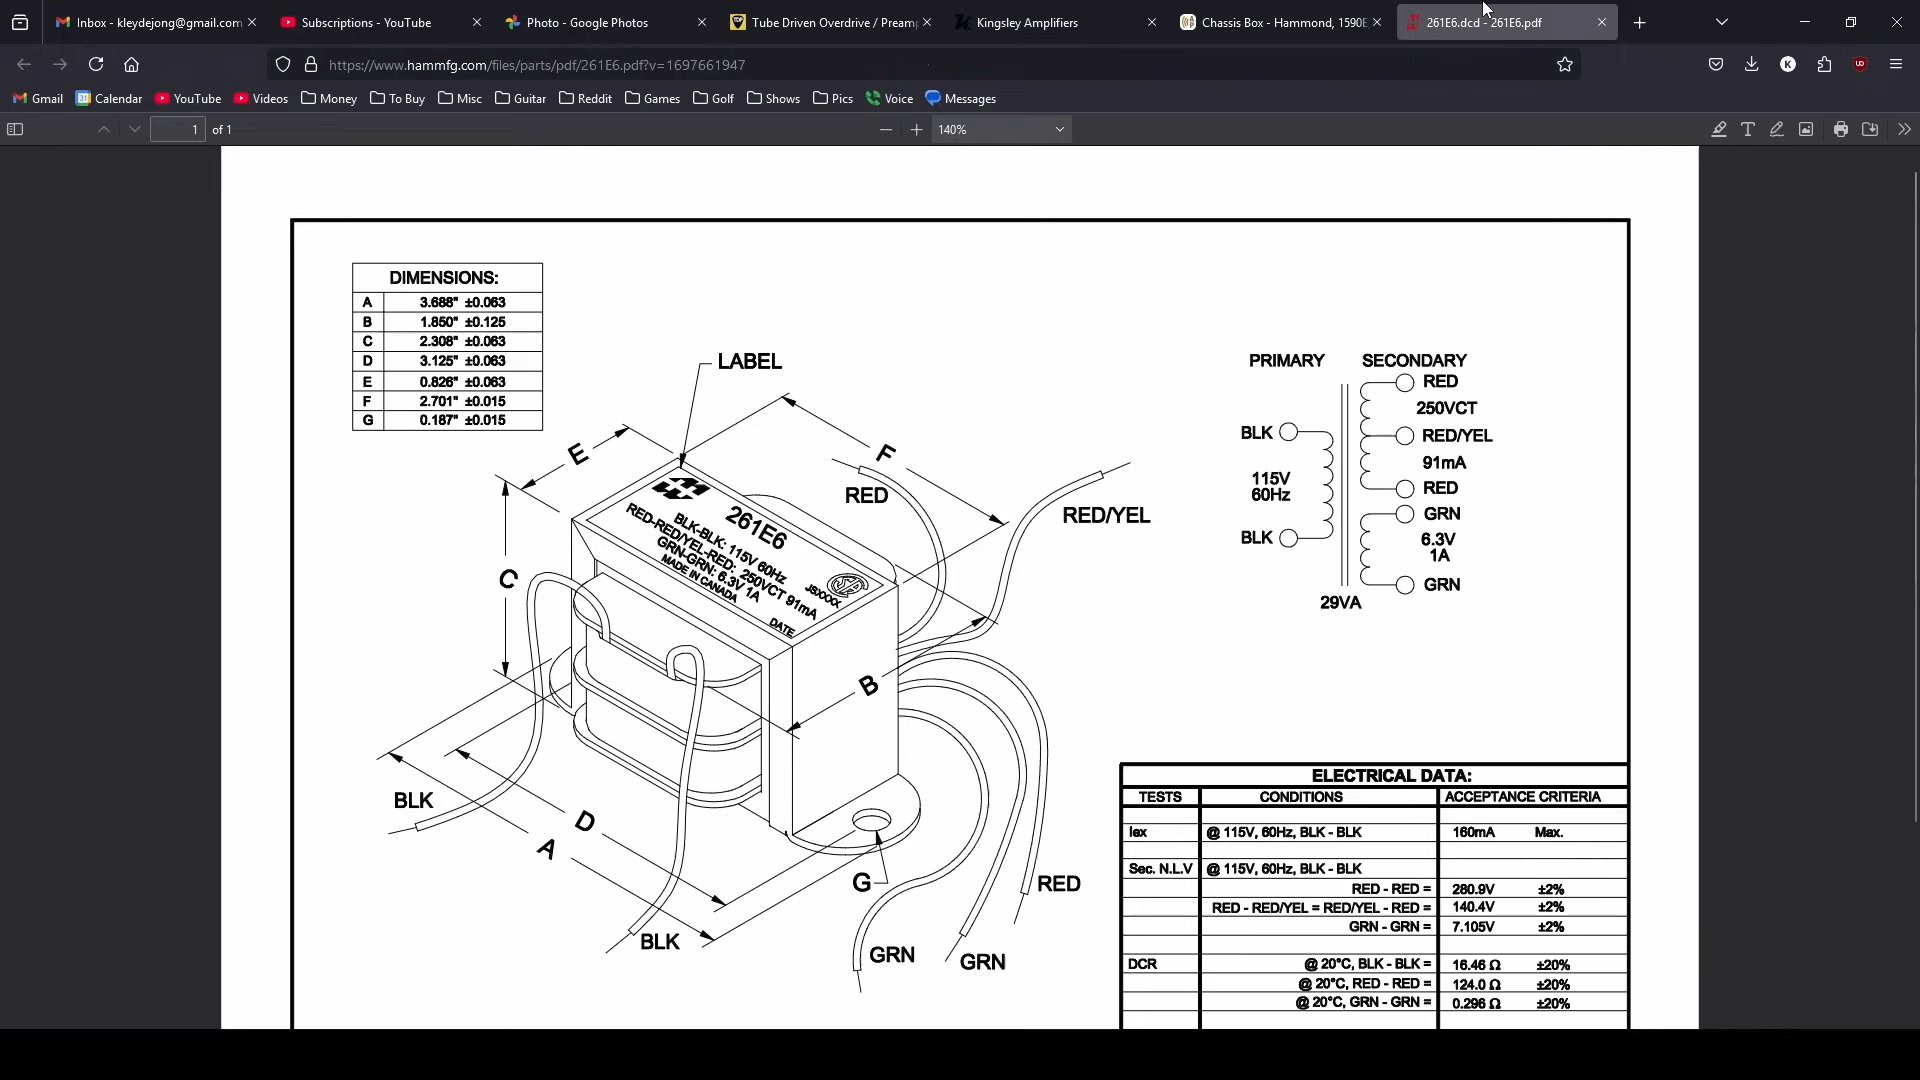 Inbox - kleydejong@gmail.com
Subscriptions - YouTube
Photo - Google Photos
Tube Driven Overdrive / Preamp
Kingsley Amplifiers
Chassis Box - Hammond, 1590E
261E6.dcd - 261E6.pdf
https://www.hammfg.com/files/parts/pdf/261E6.pdf?v=1697661947
K
UD
Gmail
Calendar
YouTube
Videos
Money
To Buy
Misc
Guitar
Reddit
Games
Golf
Shows
Pics
Voice
Messages
1 of 1
140%
DIMENSIONS:
A 3.688" ±0.063
B 1.850" ±0.125
C 2.308" ±0.063
D 3.125" ±0.063
E 0.826" ±0.063
F 2.701" ±0.015
G 0.187" ±0.015
LABEL
E
F
RED
RED/YEL
261E6
BLK-BLK: 115V 60Hz
RED-RED/YEL-RED: 250VCT 91mA
GRN-GRN: 6.3V 1A
MADE IN CANADA
JSXXXX
DATE
C
B
BLK
D
A
G
RED
BLK
GRN
GRN
PRIMARY SECONDARY
RED
250VCT
BLK
RED/YEL
115V
60Hz
91mA
RED
GRN
BLK
6.3V
1A
GRN
29VA
ELECTRICAL DATA:
TESTS CONDITIONS ACCEPTANCE CRITERIA
Iex @ 115V, 60Hz, BLK - BLK 160mA Max.
Sec. N.L.V @ 115V, 60Hz, BLK - BLK
RED - RED = 280.9V ±2%
RED - RED/YEL = RED/YEL - RED = 140.4V ±2%
GRN - GRN = 7.105V ±2%
DCR @ 20°C, BLK - BLK = 16.46 Ω ±20%
@ 20°C, RED - RED = 124.0 Ω ±20%
@ 20°C, GRN - GRN = 0.296 Ω ±20%